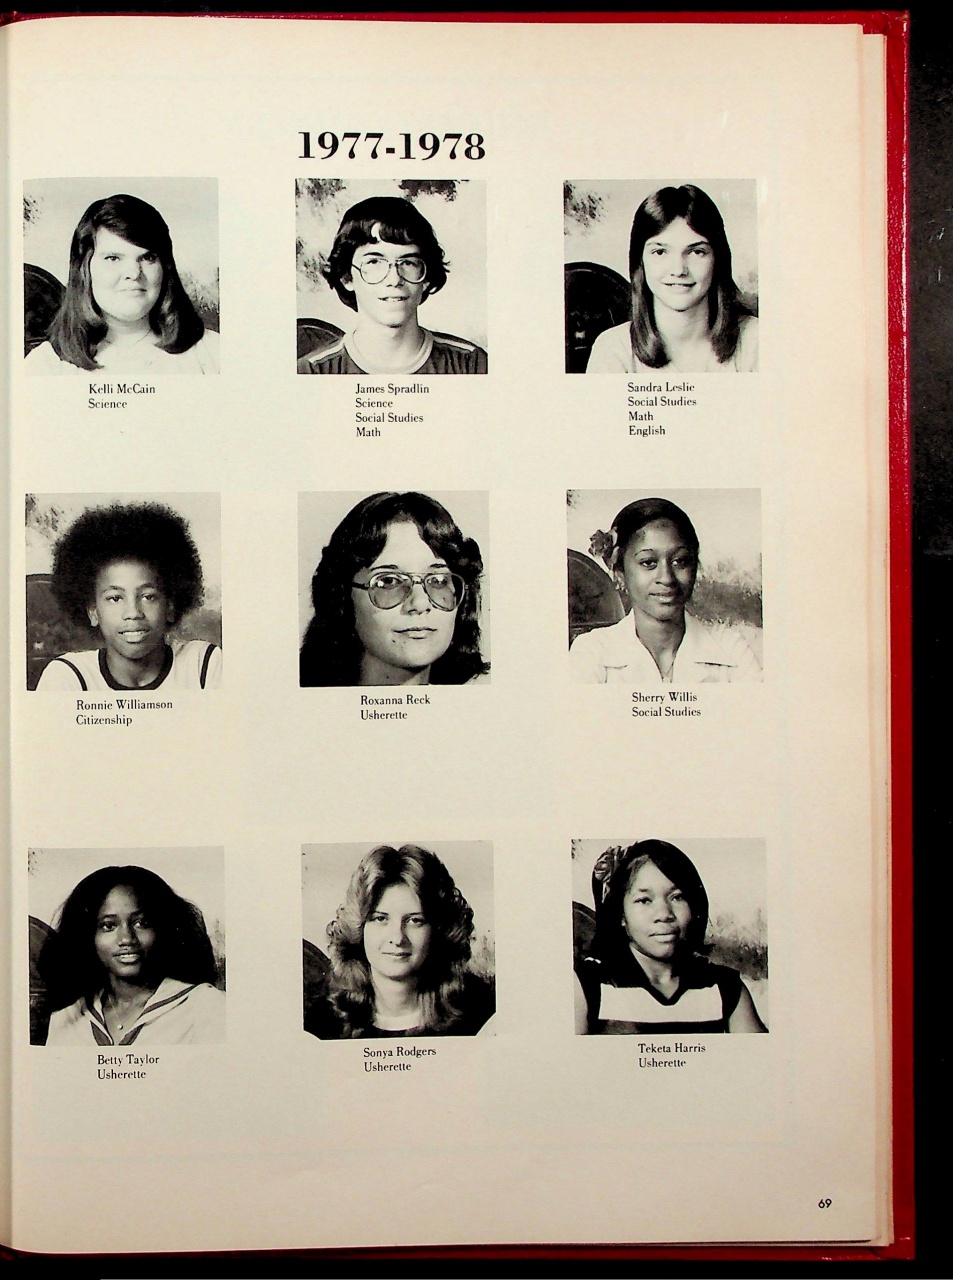 1977-1978
Kelli McCain
Science
James Spradlin
Science
Social Studies
Math
Sandra Leslie
Social Studies
Math
English
Ronnie Williamson
Citizenship
Roxanna Reck
Usherette
Sherry Willis
Social Studies
Betty Taylor
Usherette
Sonya Rodgers
Usherette
Teketa Harris
Usherette
69